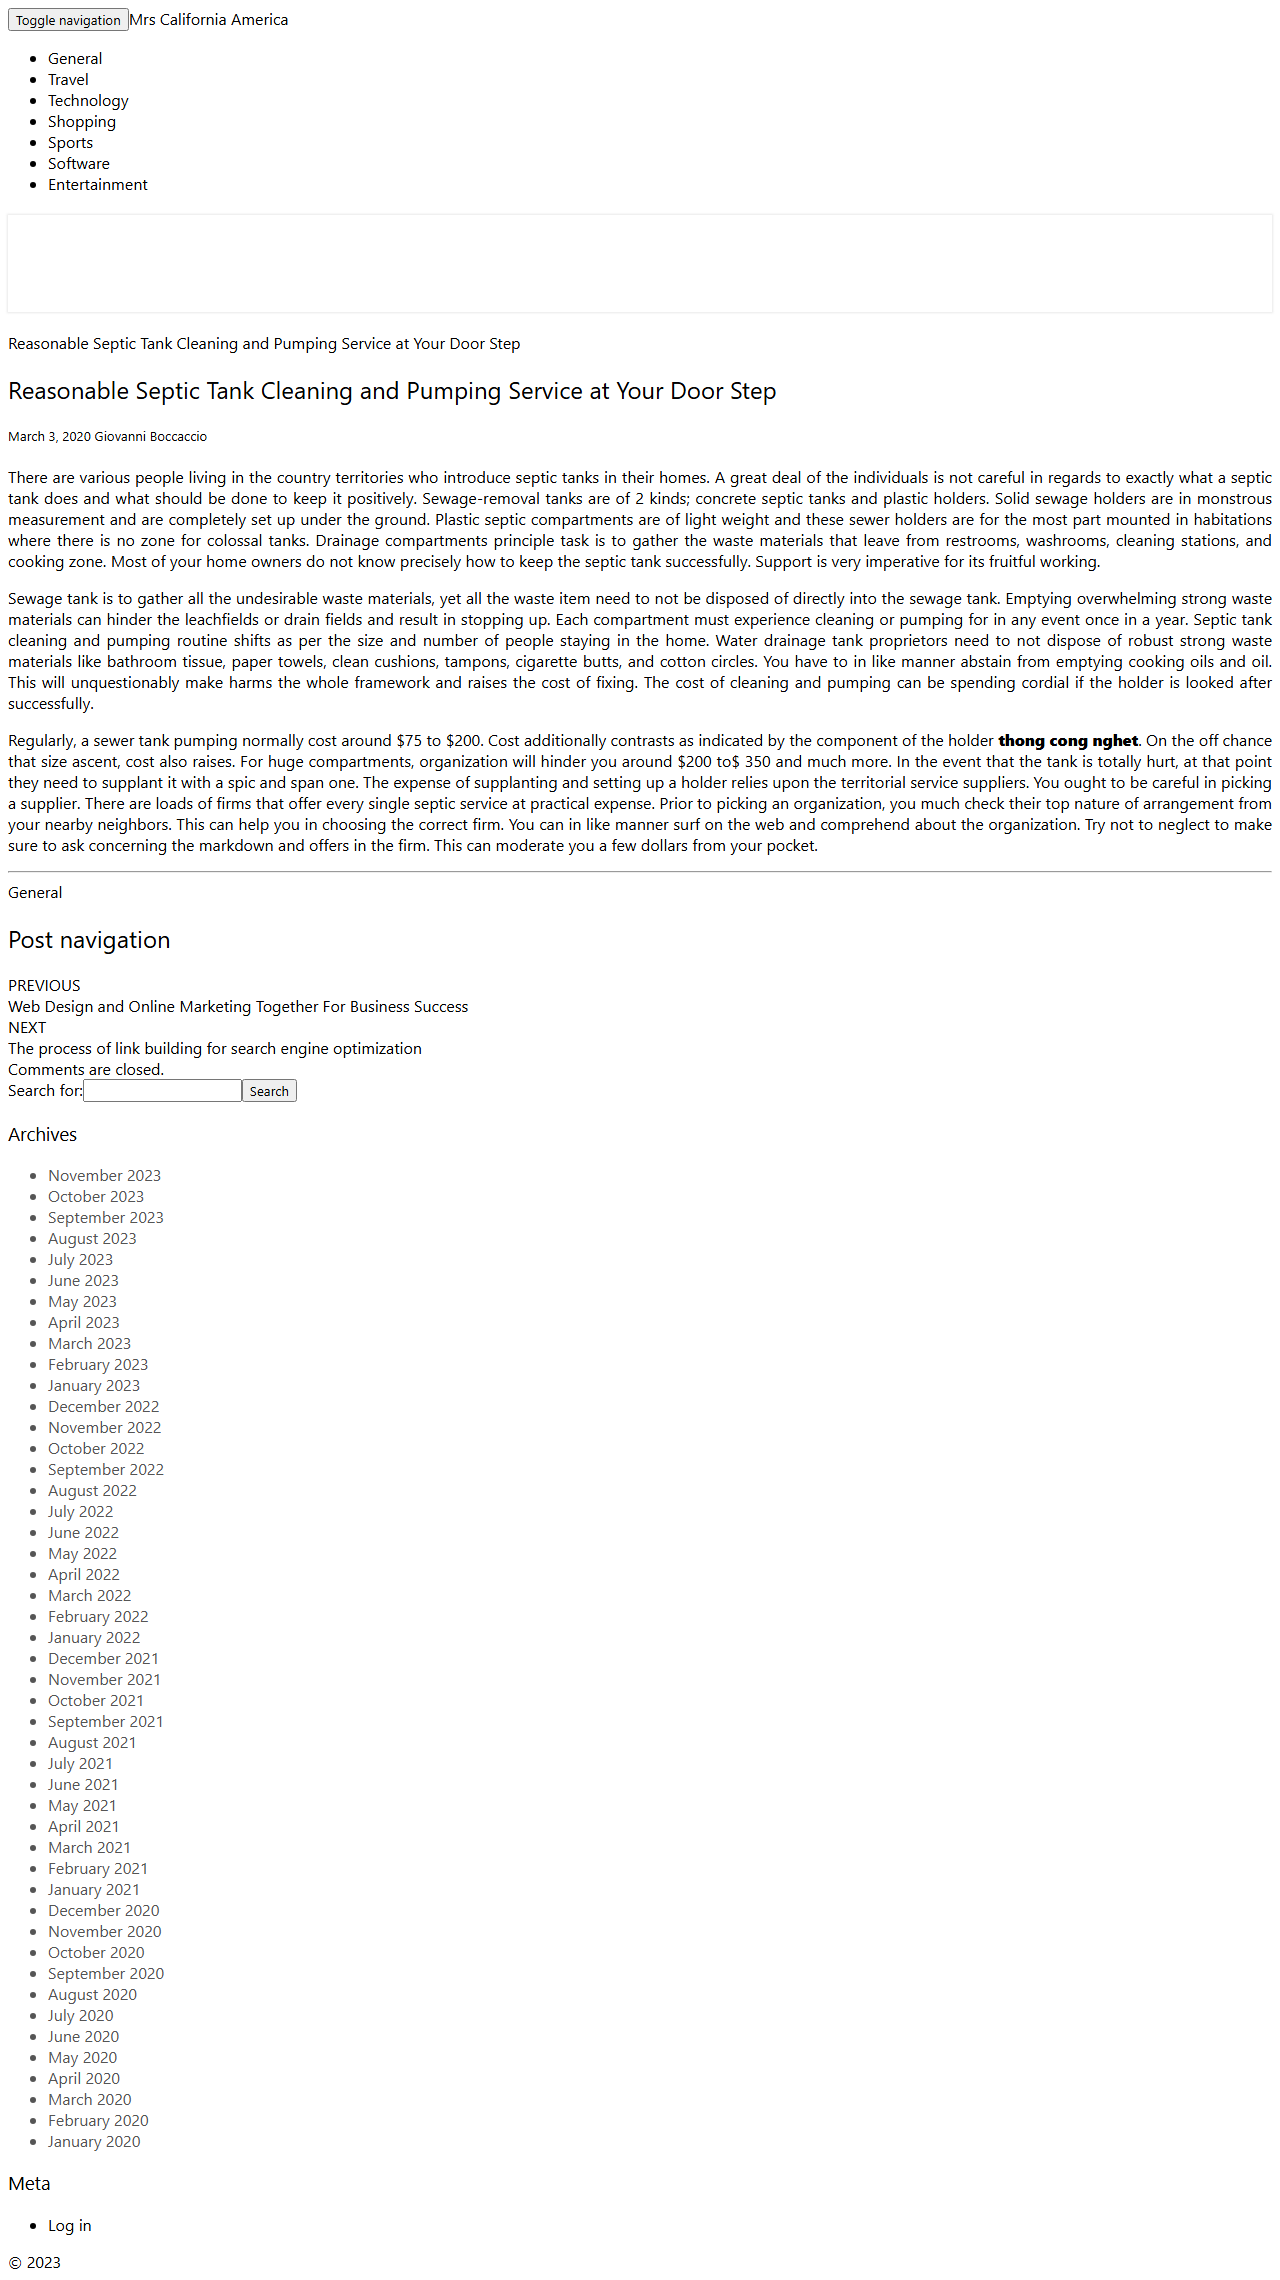 Toggle navigation Mrs California America
General
Travel
Technology
Shopping
Sports
Software
Entertainment
Reasonable Septic Tank Cleaning and Pumping Service at Your Door Step
Reasonable Septic Tank Cleaning and Pumping Service at Your Door Step
March 3, 2020 Giovanni Boccaccio
There are various people living in the country territories who introduce septic tanks in their homes. A great deal of the individuals is not careful in regards to exactly what a septic
tank does and what should be done to keep it positively. Sewage-removal tanks are of 2 kinds; concrete septic tanks and plastic holders. Solid sewage holders are in monstrous
measurement and are completely set up under the ground. Plastic septic compartments are of light weight and these sewer holders are for the most part mounted in habitations
where there is no zone for colossal tanks. Drainage compartments principle task is to gather the waste materials that leave from restrooms, washrooms, cleaning stations, and
cooking zone. Most of your home owners do not know precisely how to keep the septic tank successfully. Support is very imperative for its fruitful working.
Sewage tank is to gather all the undesirable waste materials, yet all the waste item need to not be disposed of directly into the sewage tank. Emptying overwhelming strong waste
materials can hinder the leachfields or drain fields and result in stopping up. Each compartment must experience cleaning or pumping for in any event once in a year. Septic tank
cleaning and pumping routine shifts as per the size and number of people staying in the home. Water drainage tank proprietors need to not dispose of robust strong waste
materials like bathroom tissue, paper towels, clean cushions, tampons, cigarette butts, and cotton circles. You have to in like manner abstain from emptying cooking oils and oil.
This will unquestionably make harms the whole framework and raises the cost of fixing. The cost of cleaning and pumping can be spending cordial if the holder is looked after
successfully.
Regularly, a sewer tank pumping normally cost around $75 to $200. Cost additionally contrasts as indicated by the component of the holder thong cong nghet. On the off chance
that size ascent, cost also raises. For huge compartments, organization will hinder you around $200 to$ 350 and much more. In the event that the tank is totally hurt, at that point
they need to supplant it with a spic and span one. The expense of supplanting and setting up a holder relies upon the territorial service suppliers. You ought to be careful in picking
a supplier. There are loads of firms that offer every single septic service at practical expense. Prior to picking an organization, you much check their top nature of arrangement from
your nearby neighbors. This can help you in choosing the correct firm. You can in like manner surf on the web and comprehend about the organization. Try not to neglect to make
sure to ask concerning the markdown and offers in the firm. This can moderate you a few dollars from your pocket.
General
Post navigation
PREVIOUS
Web Design and Online Marketing Together For Business Success
NEXT
The process of link building for search engine optimization
Comments are closed.
Search for: Search
Archives
November 2023
October 2023
September 2023
August 2023
July 2023
June 2023
May 2023
April 2023
March 2023
February 2023
January 2023
December 2022
November 2022
October 2022
September 2022
August 2022
July 2022
June 2022
May 2022
April 2022
March 2022
February 2022
January 2022
December 2021
November 2021
October 2021
September 2021
August 2021
July 2021
June 2021
May 2021
April 2021
March 2021
February 2021
January 2021
December 2020
November 2020
October 2020
September 2020
August 2020
July 2020
June 2020
May 2020
April 2020
March 2020
February 2020
January 2020
Meta
Log in
© 2023